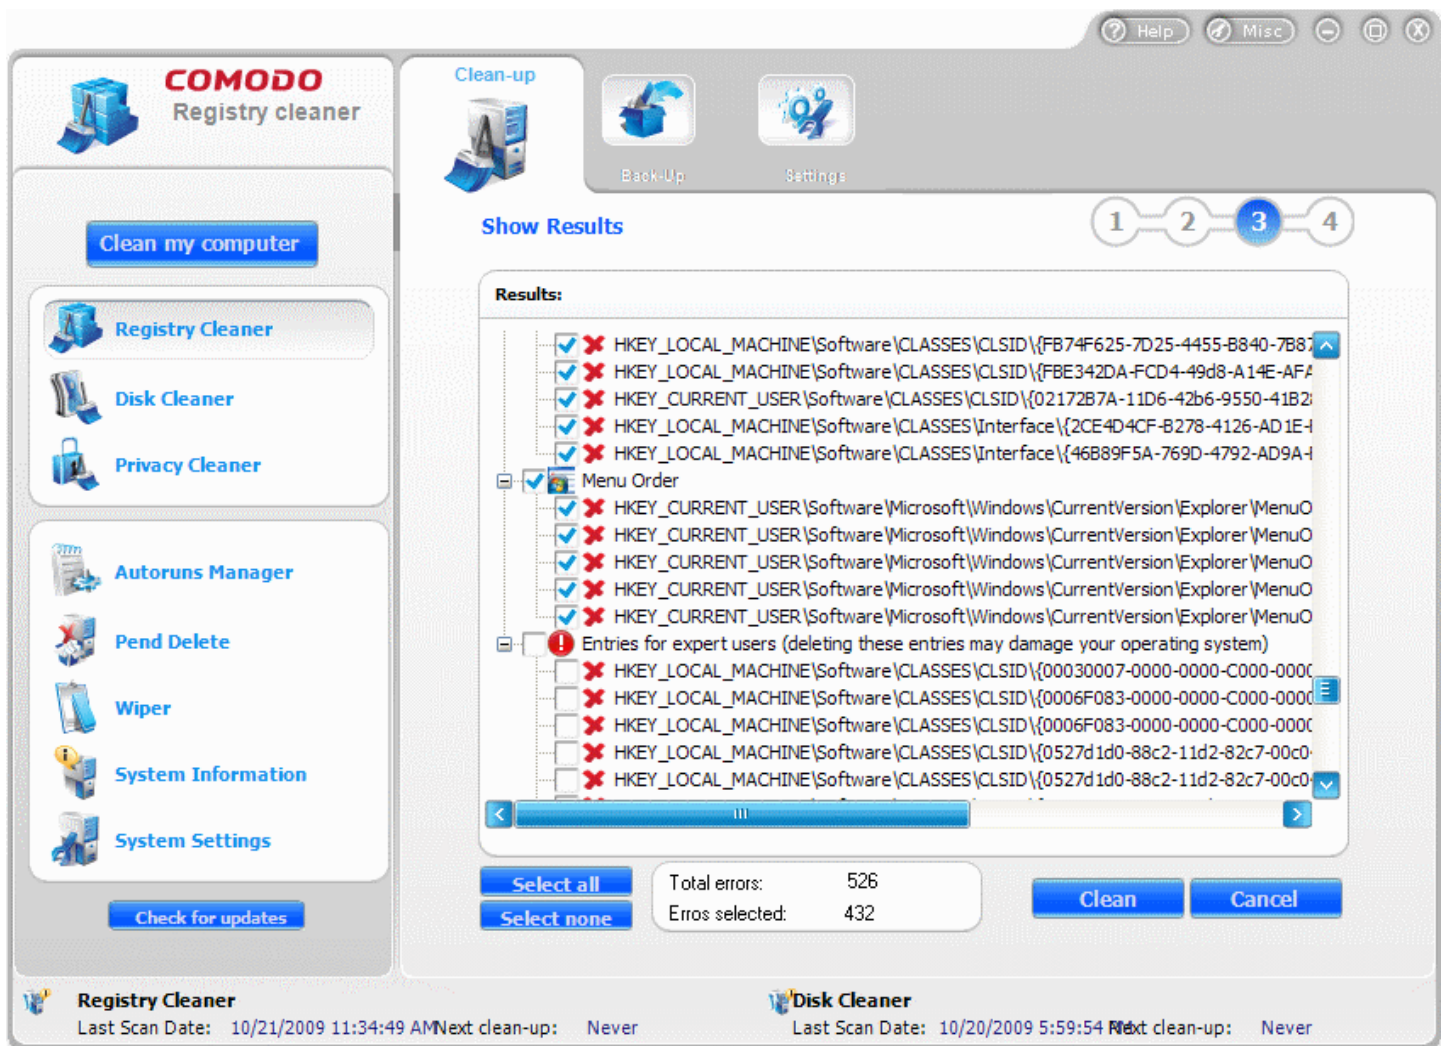 Help
Misc
COMODO
Registry cleaner
Clean-up
Back-Up
Settings
Clean my computer
Registry Cleaner
Disk Cleaner
Privacy Cleaner
Autoruns Manager
Pend Delete
Wiper
System Information
System Settings
Check for updates
Show Results
1 2 3 4
Results:
HKEY_LOCAL_MACHINE\Software\CLASSES\CLSID\{FB74F625-7D25-4455-B840-7B87
HKEY_LOCAL_MACHINE\Software\CLASSES\CLSID\{FBE342DA-FCD4-49d8-A14E-AFA
HKEY_CURRENT_USER\Software\CLASSES\CLSID\{02172B7A-11D6-42b6-9550-41B28
HKEY_LOCAL_MACHINE\Software\CLASSES\Interface\{2CE4D4CF-B278-4126-AD1E-
HKEY_LOCAL_MACHINE\Software\CLASSES\Interface\{46B89F5A-769D-4792-AD9A-
Menu Order
HKEY_CURRENT_USER\Software\Microsoft\Windows\CurrentVersion\Explorer\MenuO
HKEY_CURRENT_USER\Software\Microsoft\Windows\CurrentVersion\Explorer\MenuO
HKEY_CURRENT_USER\Software\Microsoft\Windows\CurrentVersion\Explorer\MenuO
HKEY_CURRENT_USER\Software\Microsoft\Windows\CurrentVersion\Explorer\MenuO
HKEY_CURRENT_USER\Software\Microsoft\Windows\CurrentVersion\Explorer\MenuO
Entries for expert users (deleting these entries may damage your operating system)
HKEY_LOCAL_MACHINE\Software\CLASSES\CLSID\{00030007-0000-0000-C000-0000
HKEY_LOCAL_MACHINE\Software\CLASSES\CLSID\{0006F083-0000-0000-C000-0000
HKEY_LOCAL_MACHINE\Software\CLASSES\CLSID\{0006F083-0000-0000-C000-0000
HKEY_LOCAL_MACHINE\Software\CLASSES\CLSID\{0527d1d0-88c2-11d2-82c7-00c0
HKEY_LOCAL_MACHINE\Software\CLASSES\CLSID\{0527d1d0-88c2-11d2-82c7-00c0
Select all
Select none
Total errors: 526
Erros selected: 432
Clean
Cancel
Registry Cleaner
Last Scan Date: 10/21/2009 11:34:49 AM Next clean-up: Never
Disk Cleaner
Last Scan Date: 10/20/2009 5:59:54 PM Next clean-up: Never